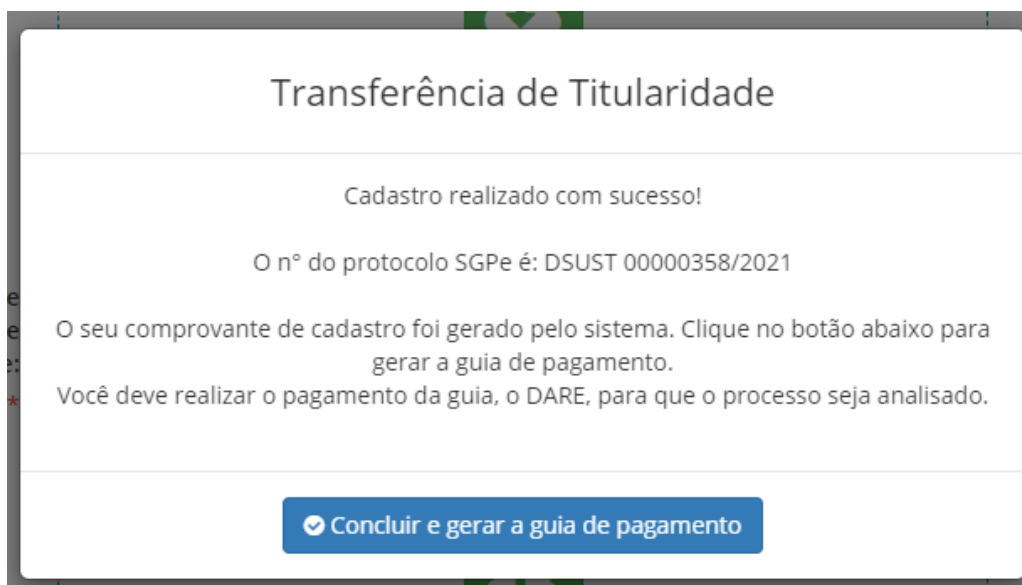 Transferência de Titularidade
Cadastro realizado com sucesso!
O n° do protocolo SGPe é: DSUST 00000358/2021
O seu comprovante de cadastro foi gerado pelo sistema. Clique no botão abaixo para
gerar a guia de pagamento.
Você deve realizar o pagamento da guia, o DARE, para que o processo seja analisado.
Concluir e gerar a guia de pagamento